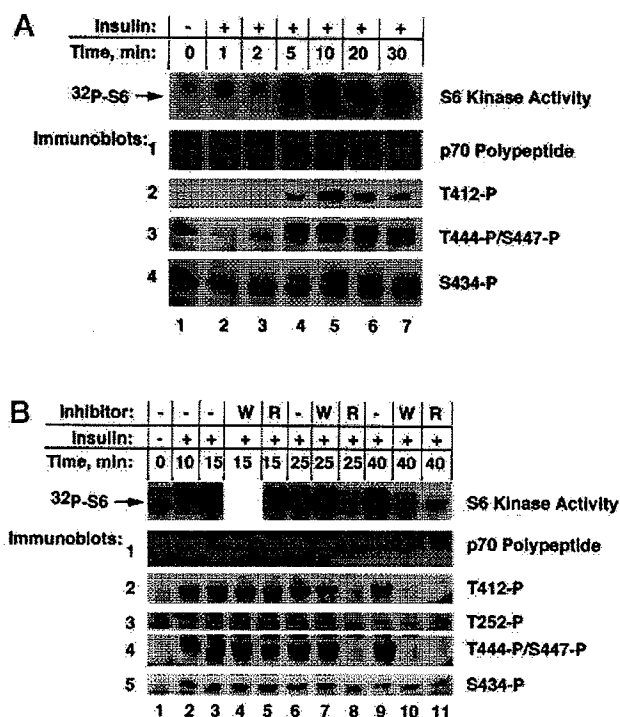 A
Insulin: - + + + + + +
Time, min: 0 1 2 5 10 20 30
32P-S6 → S6 Kinase Activity
Immunoblots: 1 p70 Polypeptide
2 T412-P
3 T444-P/S447-P
4 S434-P
1 2 3 4 5 6 7
B
Inhibitor: - - - W R - W R - W R
Insulin: - + + + + + + + + + +
Time, min: 0 10 15 15 15 25 25 25 40 40 40
32P-S6 → S6 Kinase Activity
Immunoblots: 1 p70 Polypeptide
2 T412-P
3 T252-P
4 T444-P/S447-P
5 S434-P
1 2 3 4 5 6 7 8 9 10 11